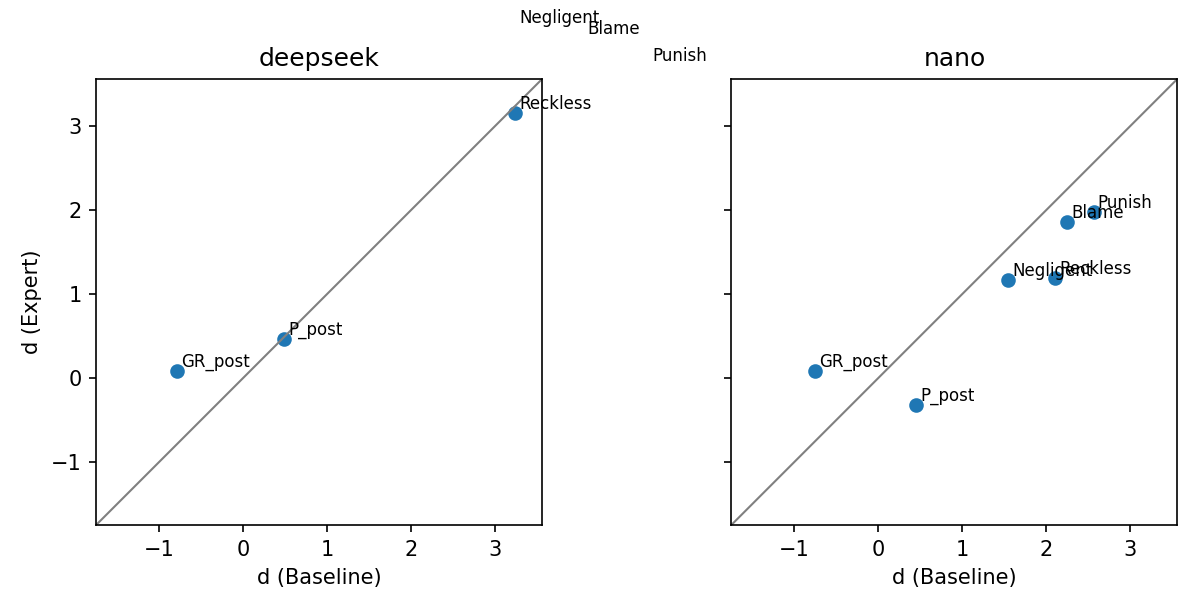 Negligent
Blame
Punish
deepseek
nano
Reckless
P_post
GR_post
3
2
1
0
−1
d (Expert)
−1 0 1 2 3
d (Baseline)
Punish
Blame
Negligent
Reckless
GR_post
P_post
−1 0 1 2 3
d (Baseline)